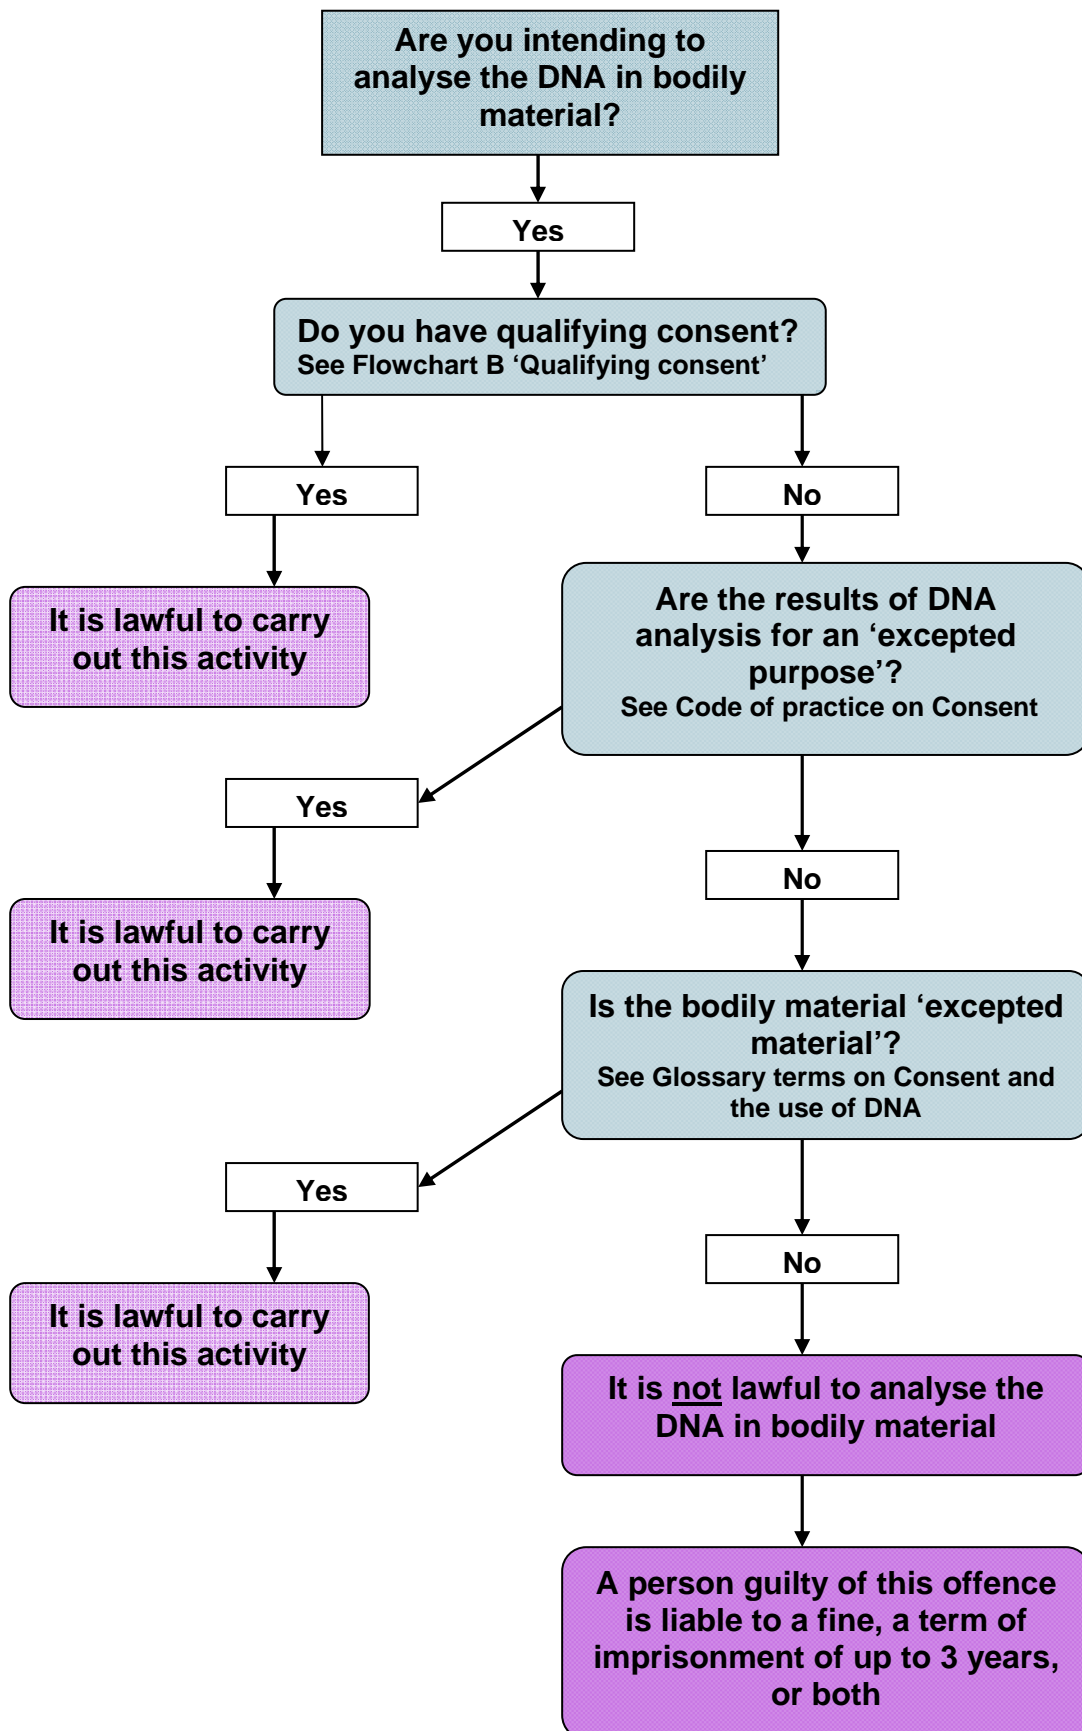 Are you intending to
analyse the DNA in bodily
material?
Yes
Do you have qualifying consent?
See Flowchart B ‘Qualifying consent’
Yes
No
It is lawful to carry
out this activity
Are the results of DNA
analysis for an ‘excepted
purpose’?
See Code of practice on Consent
Yes
No
It is lawful to carry
out this activity
Is the bodily material ‘excepted
material’?
See Glossary terms on Consent and
the use of DNA
Yes
No
It is lawful to carry
out this activity
It is not lawful to analyse the
DNA in bodily material
A person guilty of this offence
is liable to a fine, a term of
imprisonment of up to 3 years,
or both